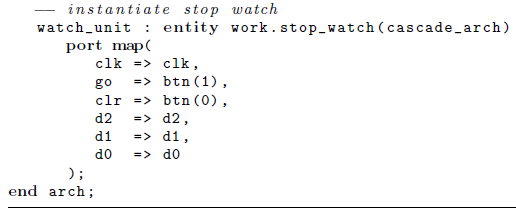 -- instantiate stop watch
watch_unit : entity work.stop_watch(cascade_arch)
port map(
clk => clk,
go => btn(1),
clr => btn(0),
d2 => d2,
d1 => d1,
d0 => d0
);
end arch;